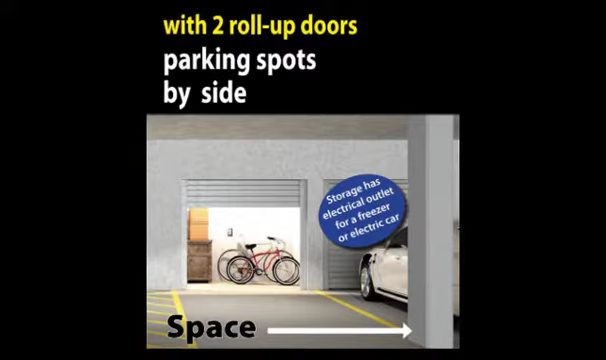 with 2 roll-up doors
parking spots
by side
Storage has
electrical outlet
for a freezer
or electric car
Space